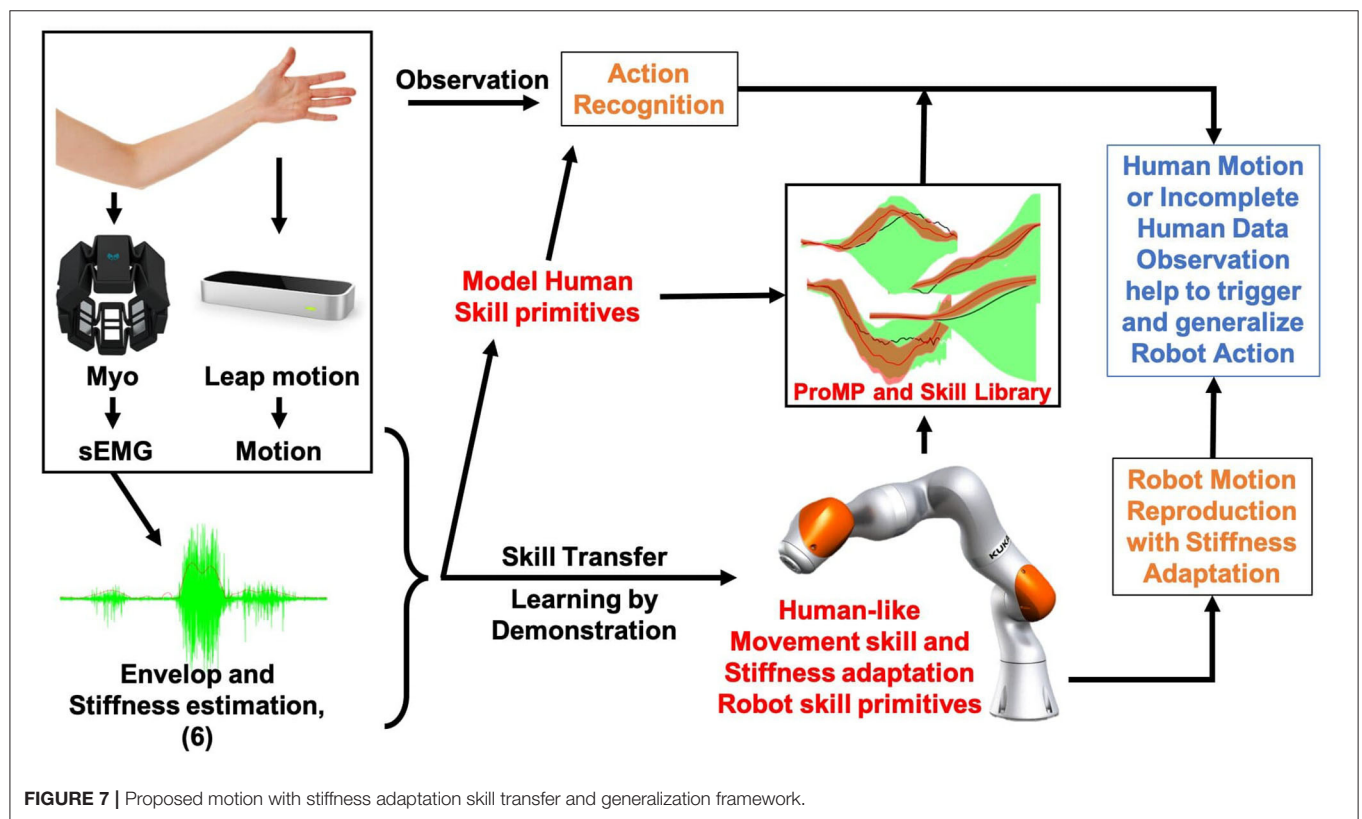 Observation
Action
Recognition
Human Motion
or Incomplete
Human Data
Observation
help to trigger
and generalize
Robot Action
Model Human
Skill primitives
Myo
Leap motion
sEMG
Motion
ProMP and Skill Library
Robot Motion
Reproduction
with Stiffness
Adaptation
KUKA
Skill Transfer
Learning by
Demonstration
Human-like
Movement skill and
Stiffness adaptation
Robot skill primitives
Envelop and
Stiffness estimation,
(6)
FIGURE 7 | Proposed motion with stiffness adaptation skill transfer and generalization framework.